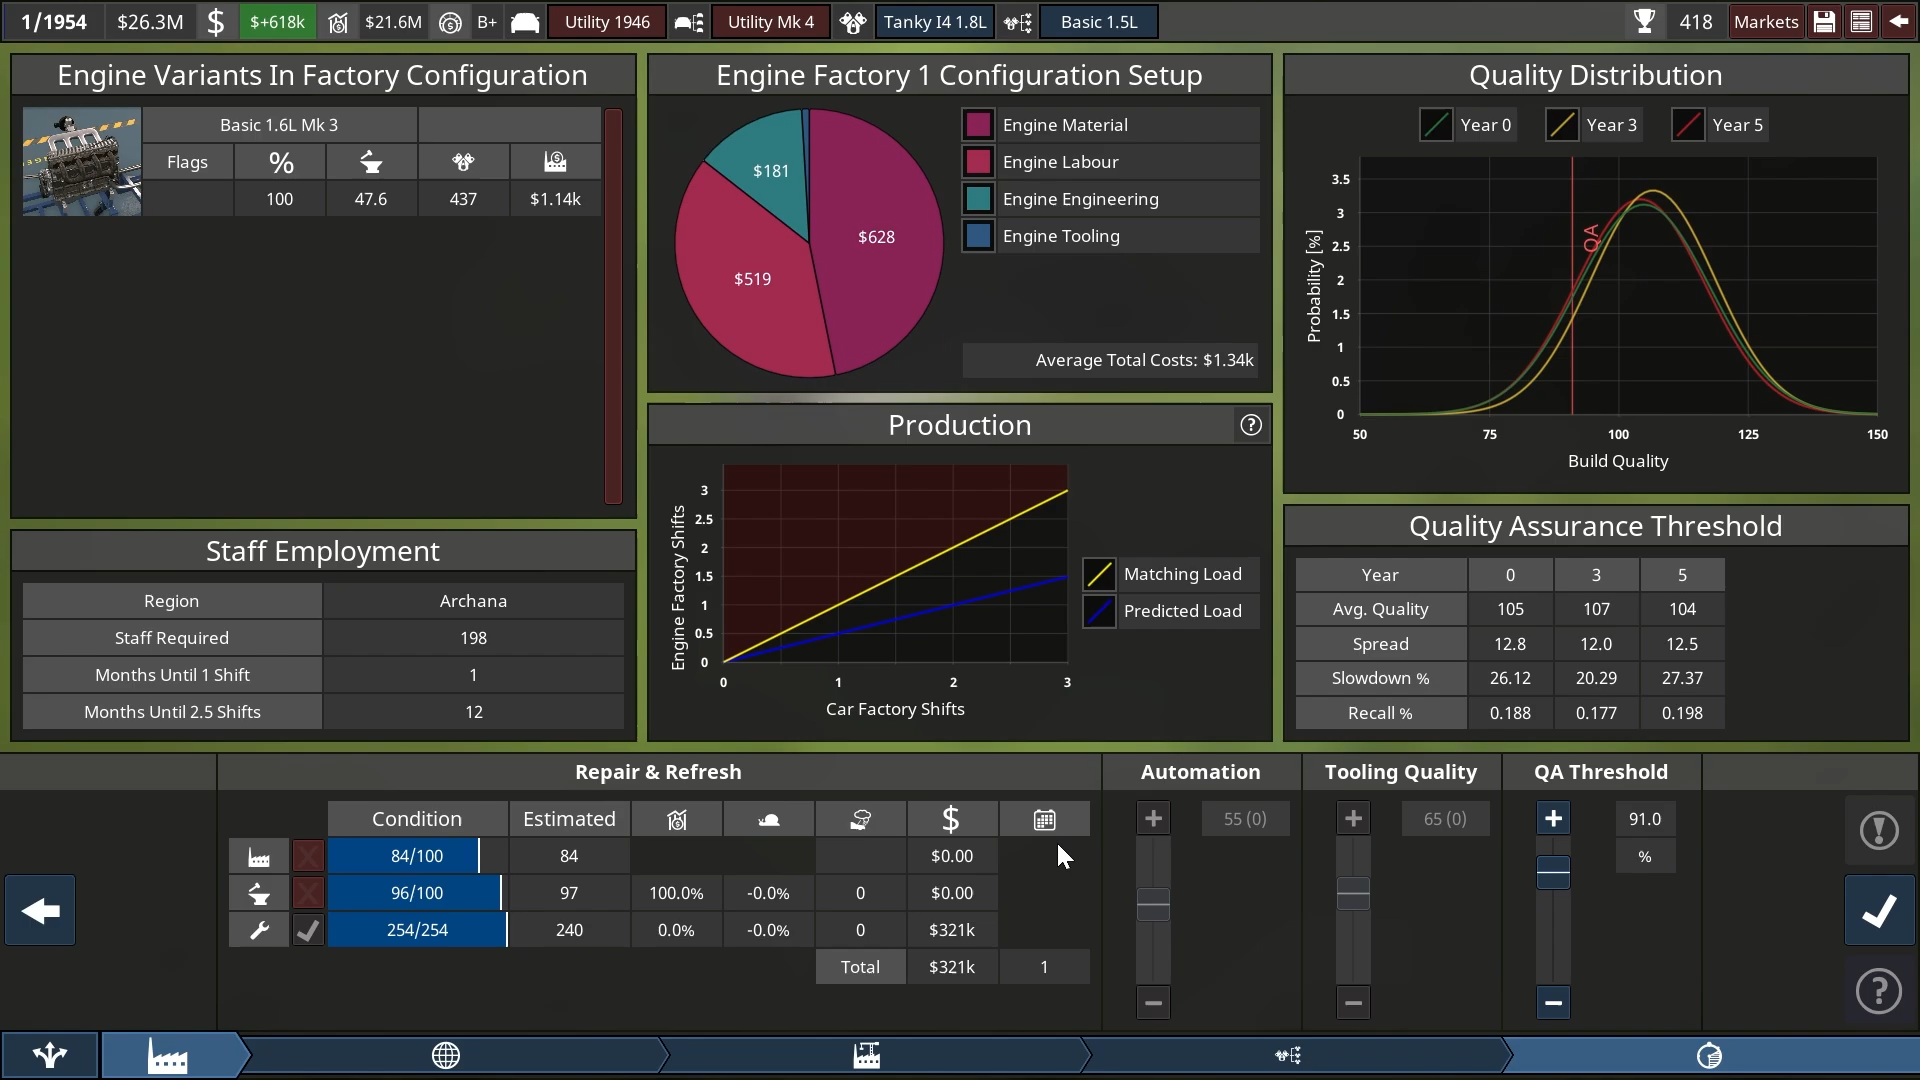 1/1954 $26.3M $+618k $21.6M B+ Utility 1946 Utility Mk 4 Tanky I4 1.8L Basic 1.5L 418 Markets
Engine Variants In Factory Configuration
Basic 1.6L Mk 3
Flags %
100 47.6 437 $1.14k
Staff Employment
Region Archana
Staff Required 198
Months Until 1 Shift 1
Months Until 2.5 Shifts 12
Engine Factory 1 Configuration Setup
$181
$628
$519
Engine Material
Engine Labour
Engine Engineering
Engine Tooling
Average Total Costs: $1.34k
Production ?
Engine Factory Shifts
3
2.5
2
1.5
1
0.5
0
0 1 2 3
Car Factory Shifts
Matching Load
Predicted Load
Quality Distribution
Year 0 Year 3 Year 5
Probability [%]
3.5
3
2.5
2
1.5
1
0.5
0
QA
50 75 100 125 150
Build Quality
Quality Assurance Threshold
Year 0 3 5
Avg. Quality 105 107 104
Spread 12.8 12.0 12.5
Slowdown % 26.12 20.29 27.37
Recall % 0.188 0.177 0.198
Repair & Refresh
Condition Estimated $
84/100 84 $0.00
96/100 97 100.0% -0.0% 0 $0.00
254/254 240 0.0% -0.0% 0 $321k
Total $321k 1
Automation
+ 55 (0)
−
Tooling Quality
+ 65 (0)
−
QA Threshold
+ 91.0
%
−
!
?